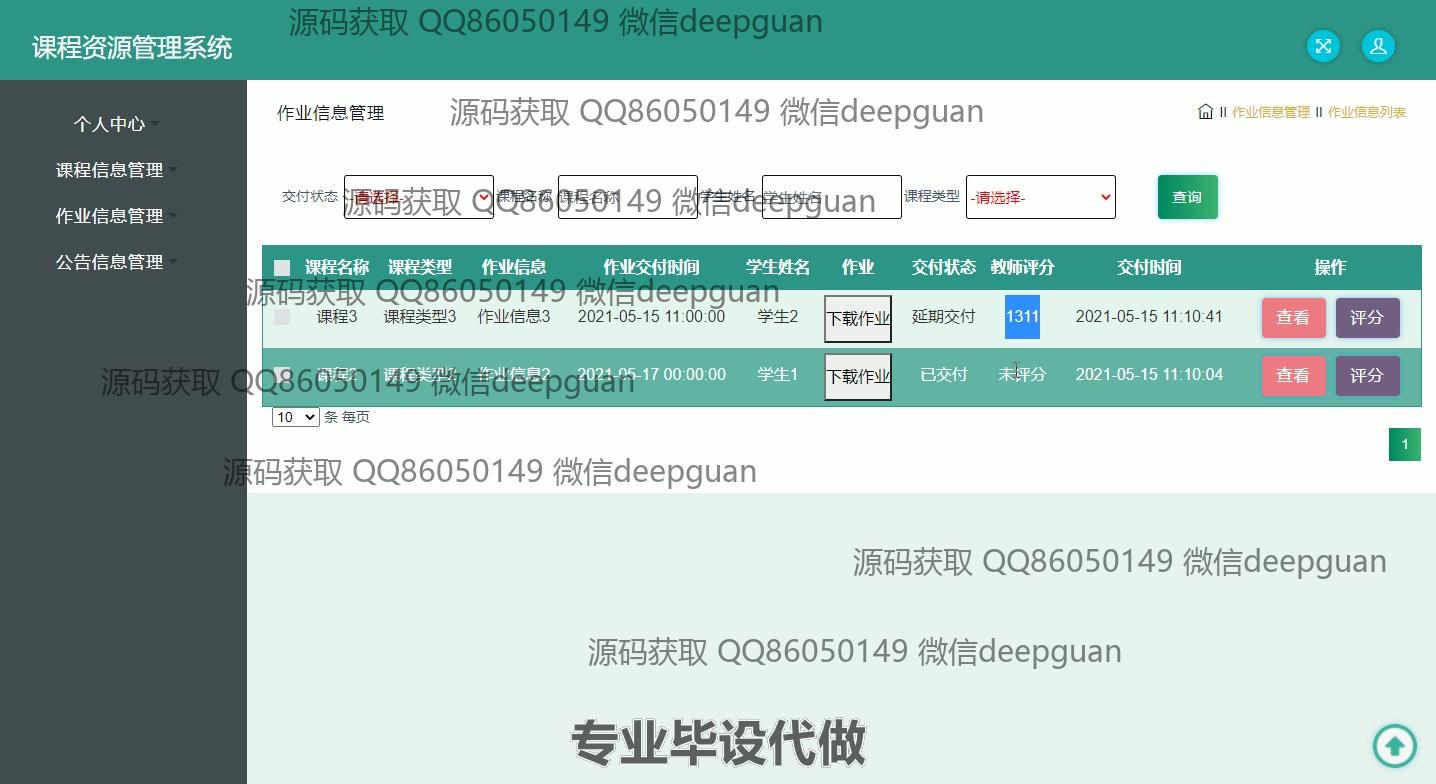 源码获取 QQ86050149 微信deepguan
课程资源管理系统
个人中心
课程信息管理
作业信息管理
公告信息管理
作业信息管理 源码获取 QQ86050149 微信deepguan
作业信息管理 作业信息列表
交付状态 -请选择- 课程名称 课程名称 学生姓名 学生姓名 课程类型 -请选择- 查询
源码获取 QQ86050149 微信deepguan
课程名称 课程类型 作业信息 作业交付时间 学生姓名 作业 交付状态 教师评分 交付时间 操作
源码获取 QQ86050149 微信deepguan
课程3 课程类型3 作业信息3 2021-05-15 11:00:00 学生2 下载作业 延期交付 1311 2021-05-15 11:10:41 查看 评分
课程2 课程类型2 作业信息2 2021-05-17 00:00:00 学生1 下载作业 已交付 未评分 2021-05-15 11:10:04 查看 评分
源码获取 QQ86050149 微信deepguan
10 条 每页
1
源码获取 QQ86050149 微信deepguan
源码获取 QQ86050149 微信deepguan
源码获取 QQ86050149 微信deepguan
专业毕设代做